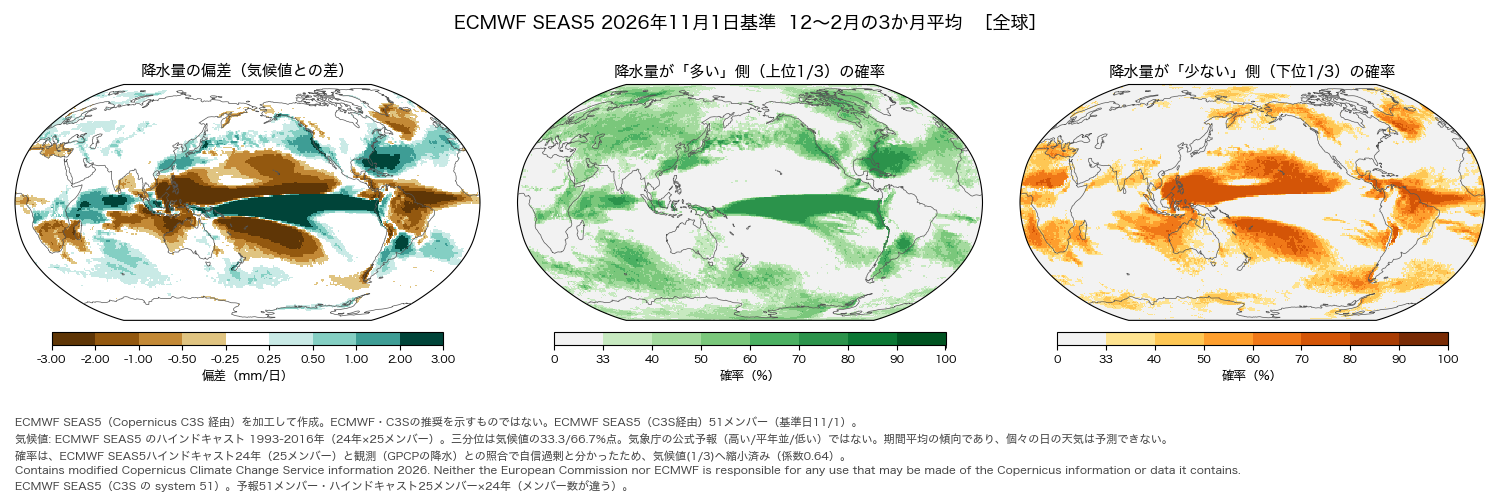 ECMWF SEAS5 2026年11月1日基準 12～2月の3か月平均 ［全球］
降水量の偏差（気候値との差）
降水量が「多い」側（上位1/3）の確率
降水量が「少ない」側（下位1/3）の確率
-3.00 -2.00 -1.00 -0.50 -0.25 0.25 0.50 1.00 2.00 3.00
偏差（mm/日）
0 33 40 50 60 70 80 90 100
確率（%）
0 33 40 50 60 70 80 90 100
確率（%）
ECMWF SEAS5（Copernicus C3S 経由）を加工して作成。ECMWF・C3Sの推奨を示すものではない。ECMWF SEAS5（C3S経由）51メンバー（基準日11/1）。
気候値: ECMWF SEAS5 のハインドキャスト 1993-2016年（24年×25メンバー）。三分位は気候値の33.3/66.7%点。気象庁の公式予報（高い/平年並/低い）ではない。期間平均の傾向であり、個々の日の天気は予測できない。
確率は、ECMWF SEAS5ハインドキャスト24年（25メンバー）と観測（GPCPの降水）との照合で自信過剰と分かったため、気候値(1/3)へ縮小済み（係数0.64）。
Contains modified Copernicus Climate Change Service information 2026. Neither the European Commission nor ECMWF is responsible for any use that may be made of the Copernicus information or data it contains.
ECMWF SEAS5（C3S の system 51）。予報51メンバー・ハインドキャスト25メンバー×24年（メンバー数が違う）。